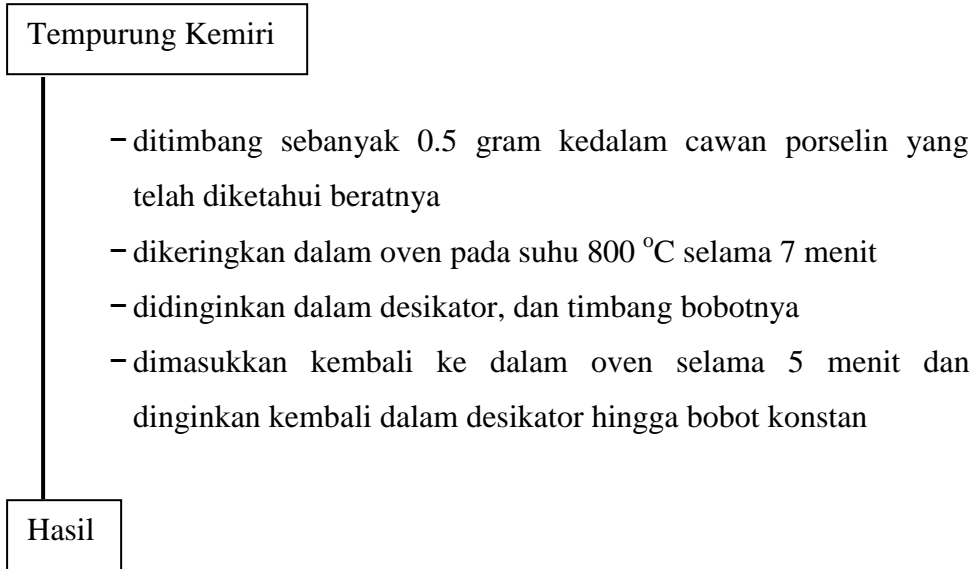 Tempurung Kemiri
− ditimbang sebanyak 0.5 gram kedalam cawan porselin yang
telah diketahui beratnya
− dikeringkan dalam oven pada suhu 800 °C selama 7 menit
− didinginkan dalam desikator, dan timbang bobotnya
− dimasukkan kembali ke dalam oven selama 5 menit dan
dinginkan kembali dalam desikator hingga bobot konstan
Hasil